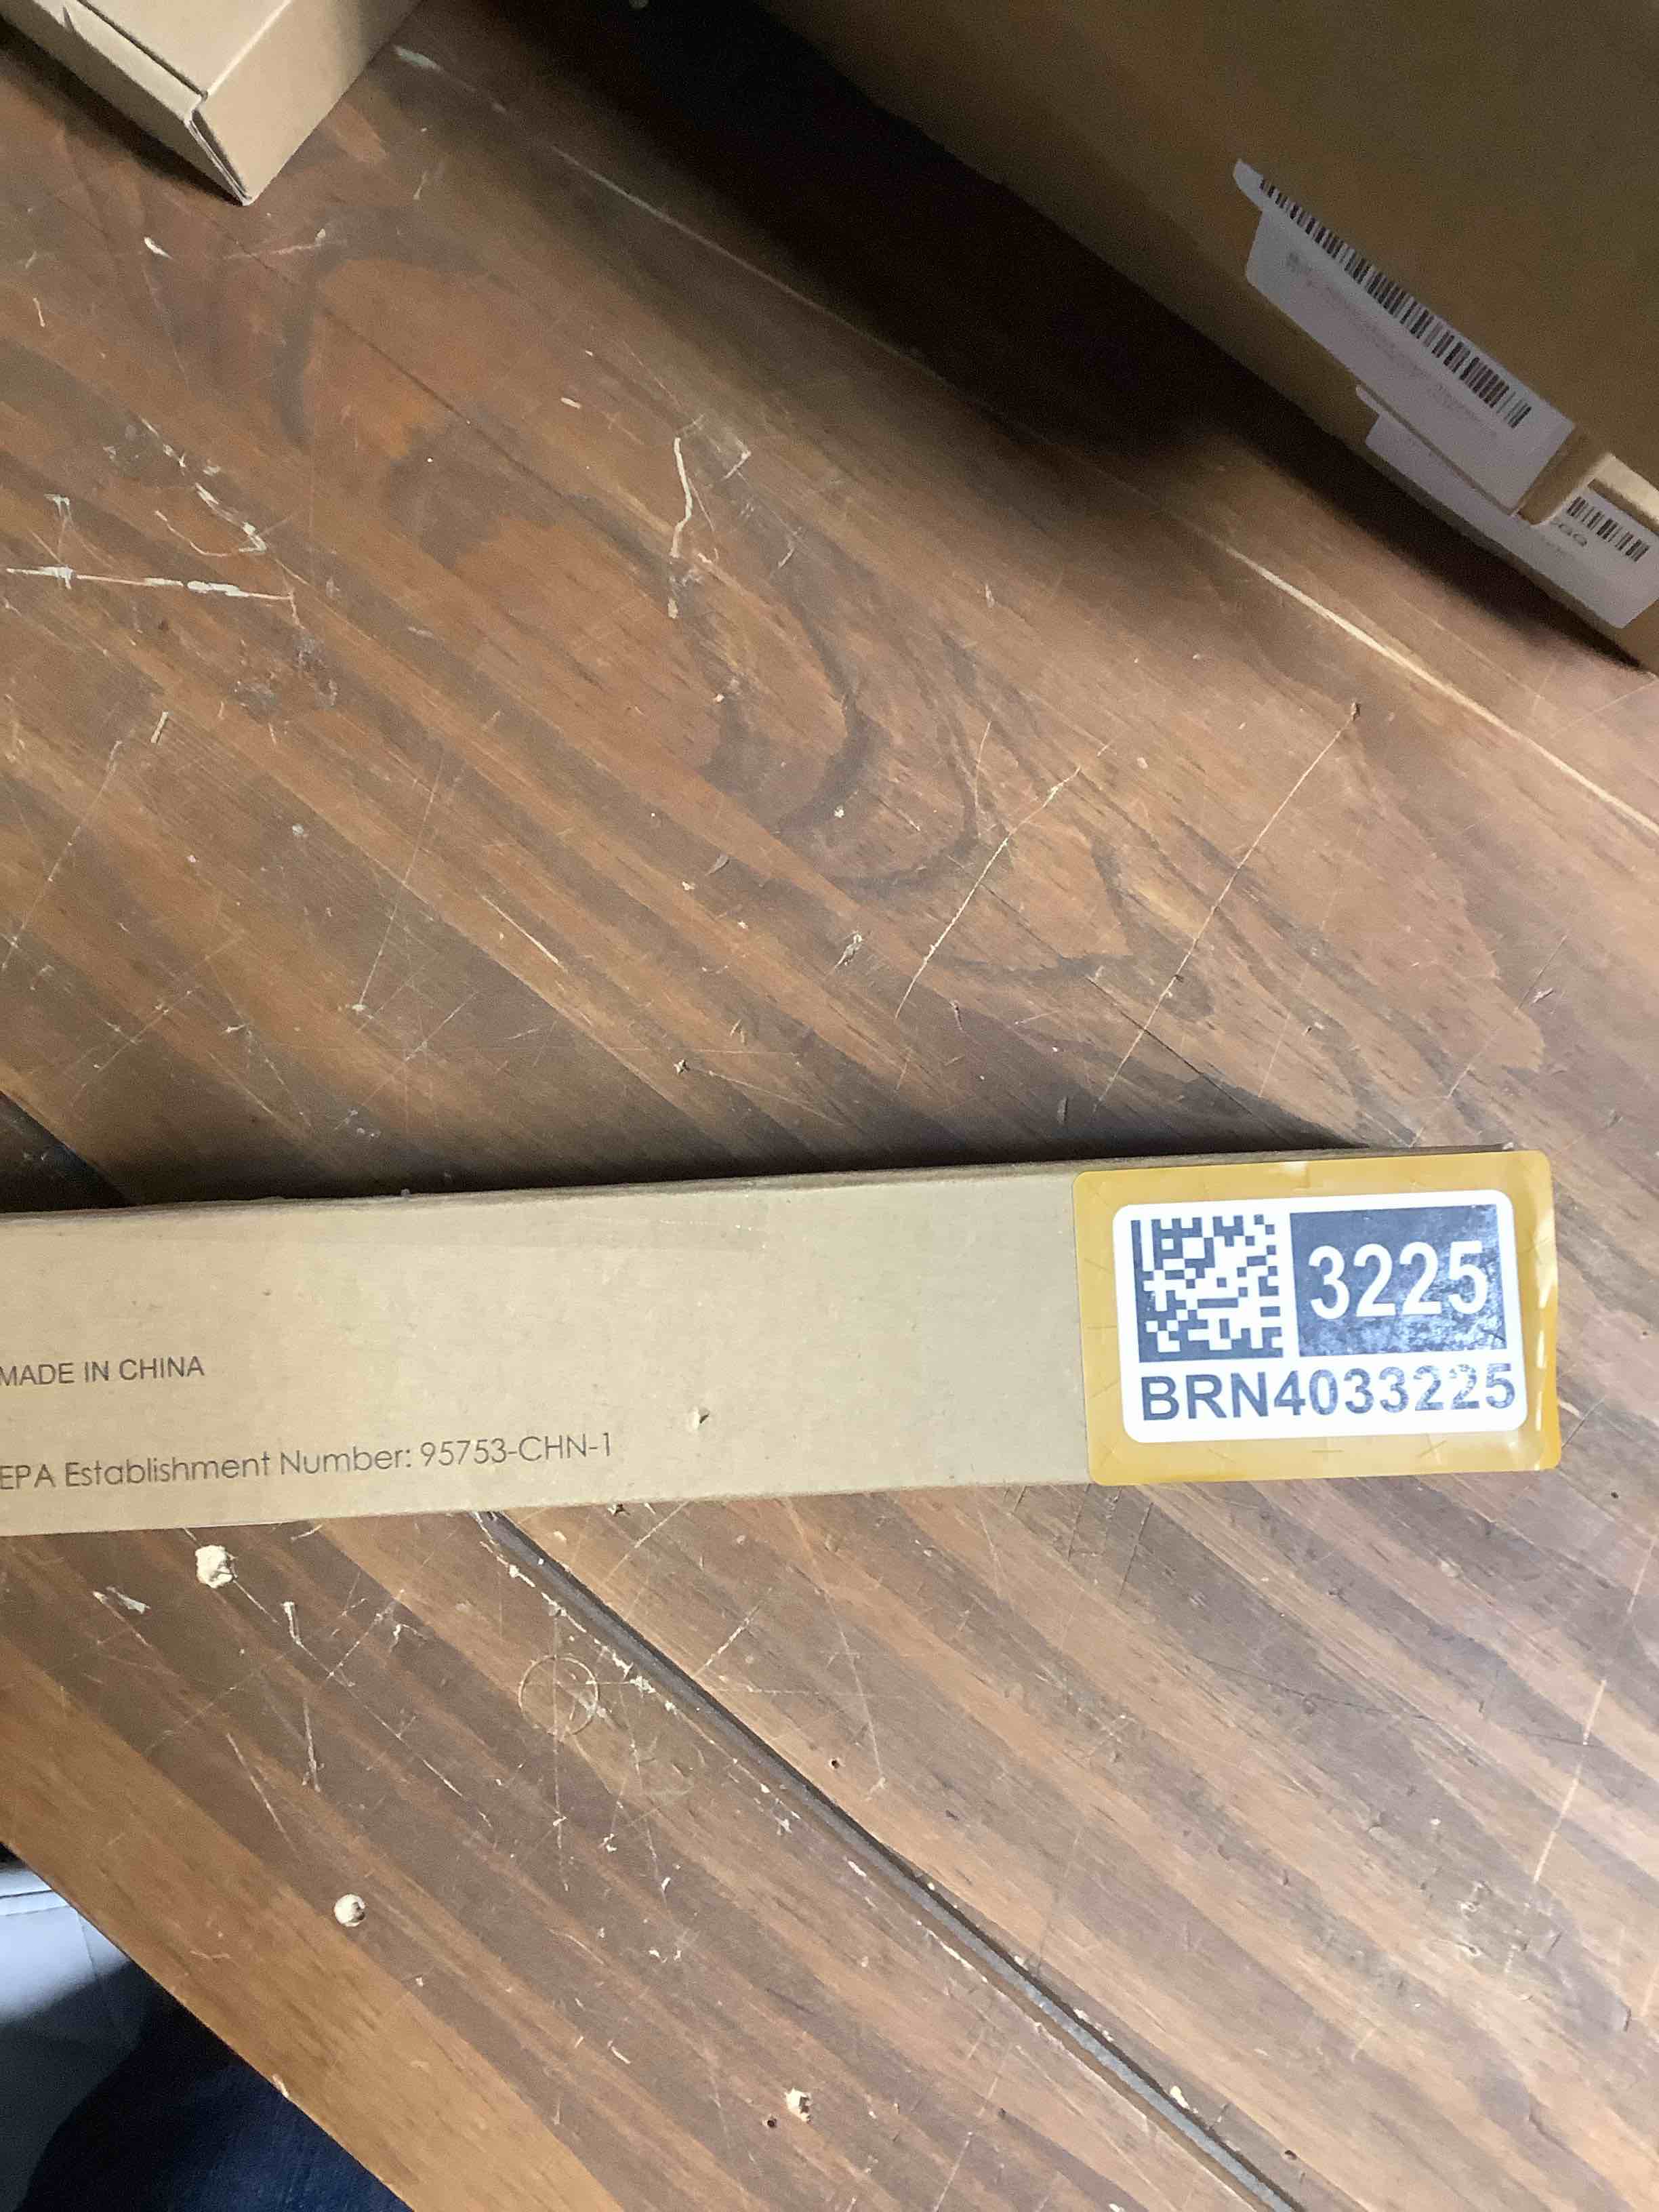 3225
BRN4033225
MADE IN CHINA
EPA Establishment Number: 95753-CHN-1